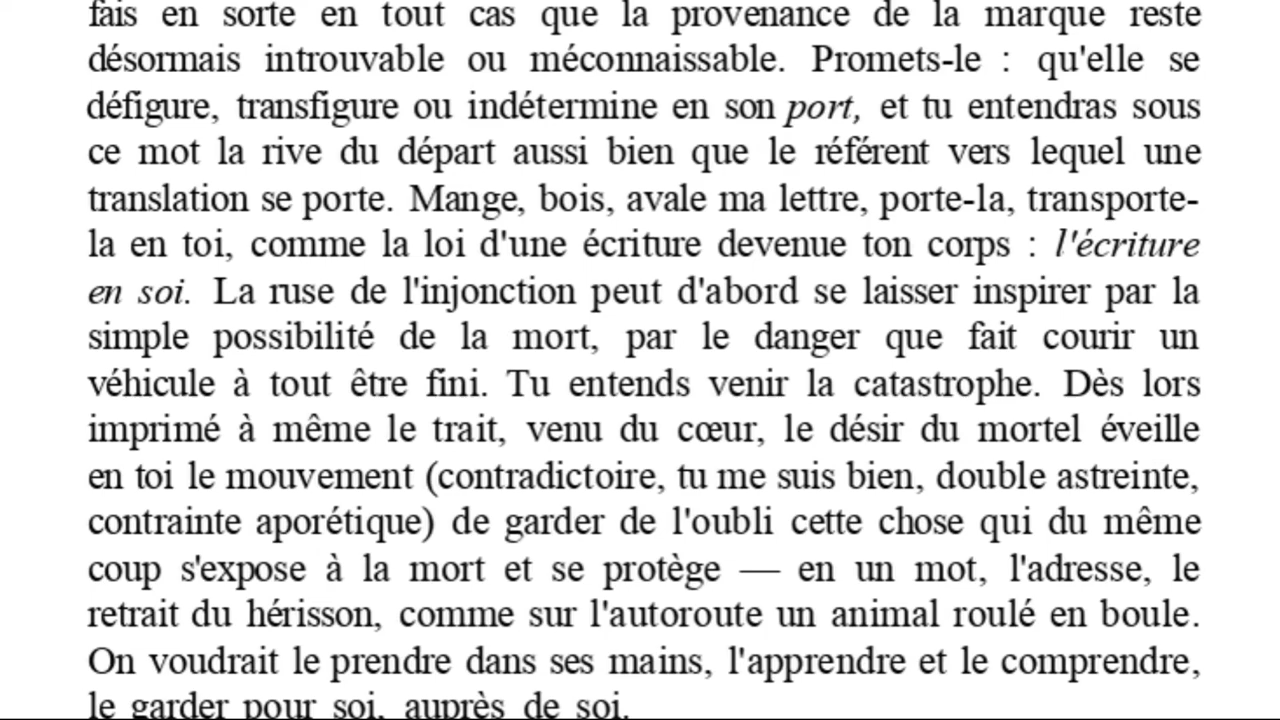 fais en sorte en tout cas que la provenance de la marque reste
désormais introuvable ou méconnaissable. Promets-le : qu'elle se
défigure, transfigure ou indétermine en son port, et tu entendras sous
ce mot la rive du départ aussi bien que le référent vers lequel une
translation se porte. Mange, bois, avale ma lettre, porte-la, transporte-
la en toi, comme la loi d'une écriture devenue ton corps : l'écriture
en soi. La ruse de l'injonction peut d'abord se laisser inspirer par la
simple possibilité de la mort, par le danger que fait courir un
véhicule à tout être fini. Tu entends venir la catastrophe. Dès lors
imprimé à même le trait, venu du cœur, le désir du mortel éveille
en toi le mouvement (contradictoire, tu me suis bien, double astreinte,
contrainte aporétique) de garder de l'oubli cette chose qui du même
coup s'expose à la mort et se protège — en un mot, l'adresse, le
retrait du hérisson, comme sur l'autoroute un animal roulé en boule.
On voudrait le prendre dans ses mains, l'apprendre et le comprendre,
le garder pour soi, auprès de soi.